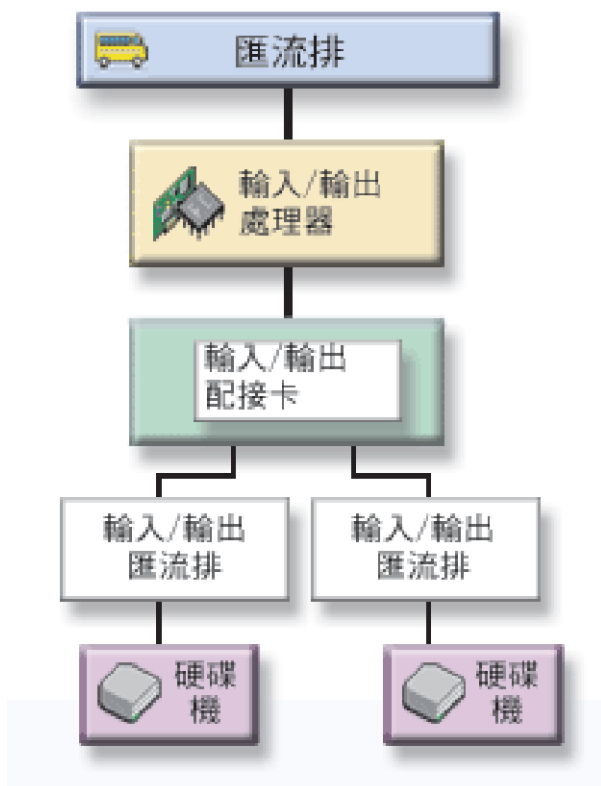 匯流排
輸入/輸出
處理器
輸入/輸出
配接卡
輸入/輸出
匯流排
輸入/輸出
匯流排
硬碟
機
硬碟
機